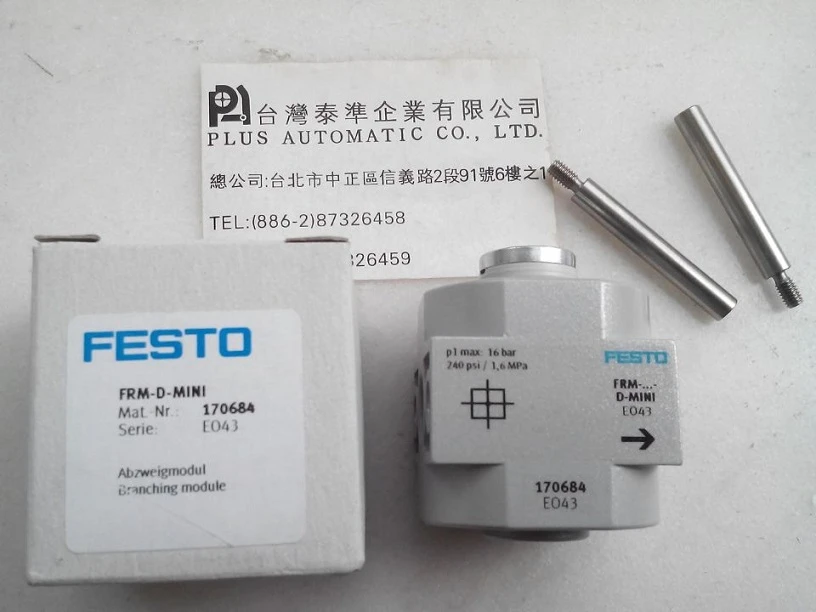 台灣泰準企業有限公司
PLUS AUTOMATIC CO., LTD.
總公司:台北市中正區信義路2段91號6樓之1
TEL:(886-2)87326458
326459
FESTO
FRM-D-MINI
Mat.-Nr.: 170684
Serie: EO43
Abzweigmodul
Branching module
p1 max: 16 bar
240 psi / 1,6 MPa
FESTO
FRM-...-
D-MINI
EO43
170684
EO43